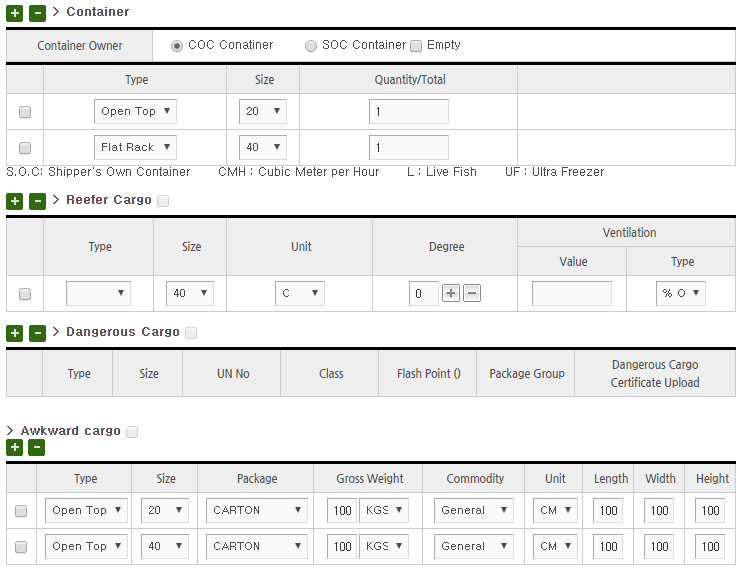 > Container
Container Owner COC Conatiner SOC Container Empty
Type Size Quantity/Total
Open Top 20 1
Flat Rack 40 1
S.O.C: Shipper's Own Container CMH : Cubic Meter per Hour L : Live Fish UF : Ultra Freezer
> Reefer Cargo
Type Size Unit Degree Ventilation
Value Type
40 C 0 + − % O
> Dangerous Cargo
Type Size UN No Class Flash Point () Package Group Dangerous Cargo
Certificate Upload
> Awkward cargo
Type Size Package Gross Weight Commodity Unit Length Width Height
Open Top 20 CARTON 100 KGS General CM 100 100 100
Open Top 40 CARTON 100 KGS General CM 100 100 100